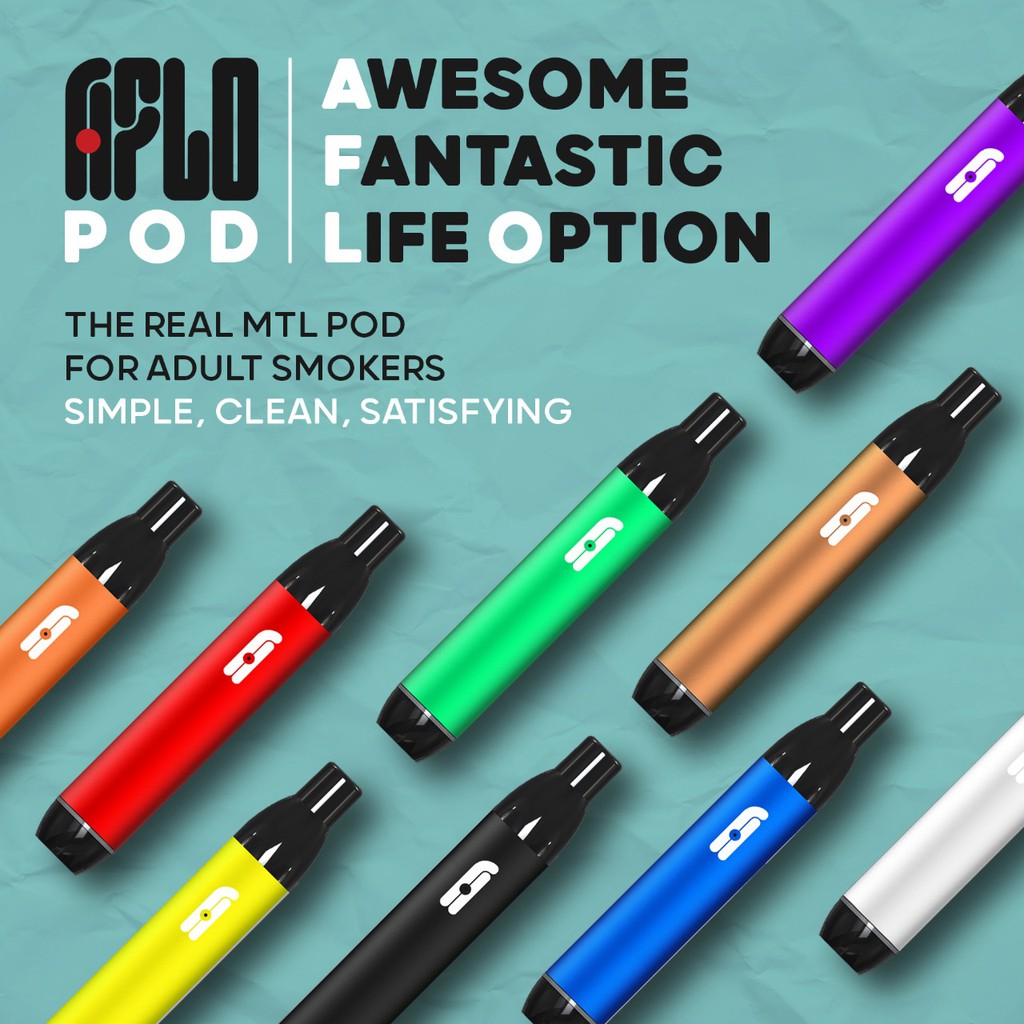 AFLO
POD
AWESOME
FANTASTIC
LIFE OPTION
THE REAL MTL POD
FOR ADULT SMOKERS
SIMPLE, CLEAN, SATISFYING